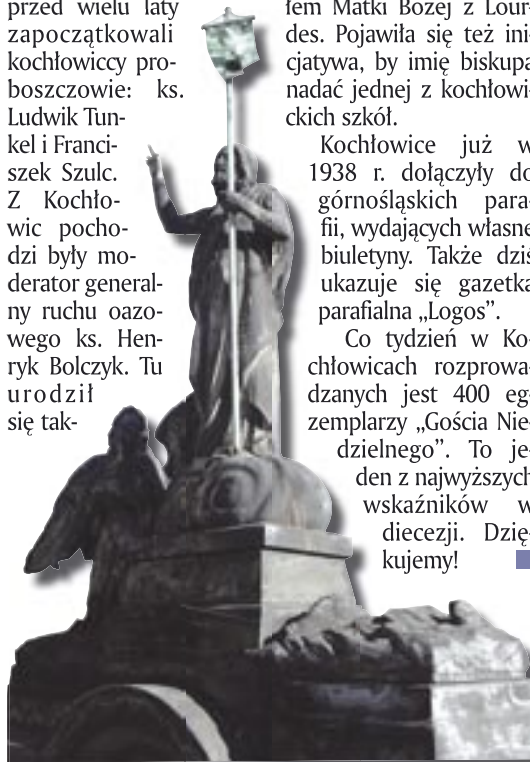 przed wielu laty
zapoczątkowali
kochłowiccy pro-
boszczowie: ks.
Ludwik Tun-
kel i Franci-
szek Szulc.
Z Kochło-
wic pocho-
dzi były mo-
derator general-
ny ruchu oazo-
wego ks. Hen-
ryk Bolczyk. Tu
urodził
się tak-
łem Matki Bożej z Lour-
des. Pojawiła się też ini-
cjatywa, by imię biskupa
nadać jednej z kochłowi-
ckich szkół.
Kochłowice już w
1938 r. dołączyły do
górnośląskich para-
fii, wydających własne
biuletyny. Także dziś
ukazuje się gazetka
parafialna „Logos”.
Co tydzień w Ko-
chłowicach rozprowa-
dzanych jest 400 eg-
zemplarzy „Gościa Nie-
dzielnego”. To je-
den z najwyższych
wskaźników w
diecezji. Dzię-
kujemy!